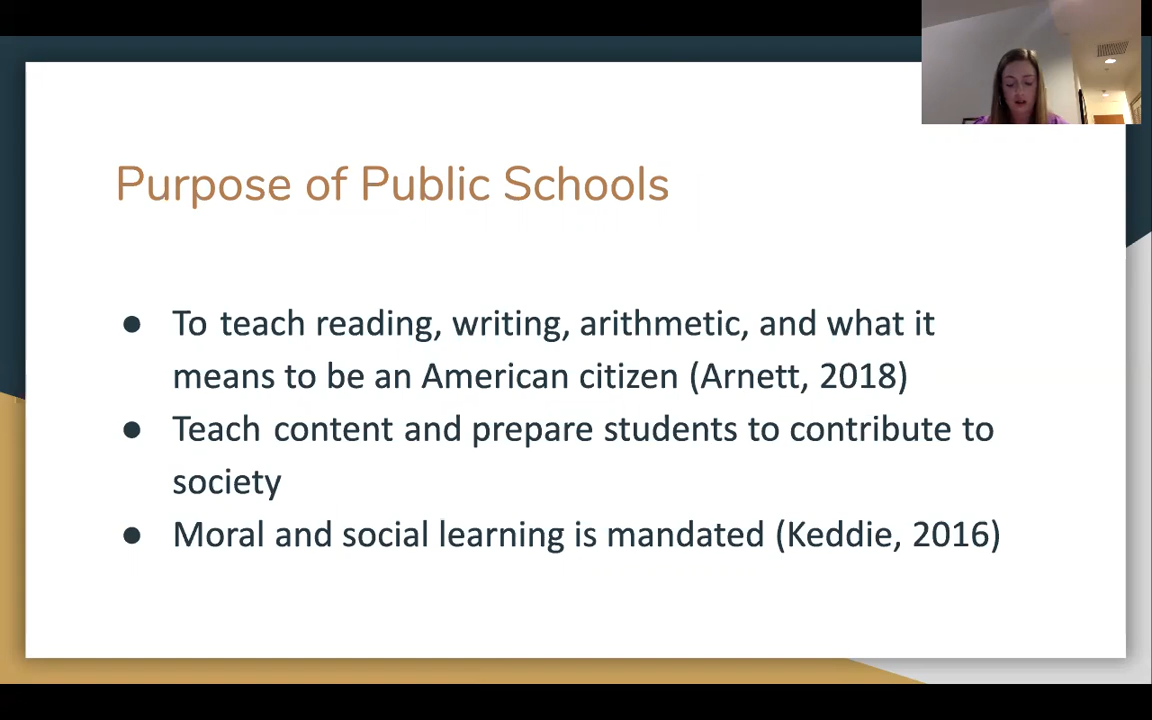 Purpose of Public Schools
● To teach reading, writing, arithmetic, and what it
means to be an American citizen (Arnett, 2018)
● Teach content and prepare students to contribute to
society
● Moral and social learning is mandated (Keddie, 2016)